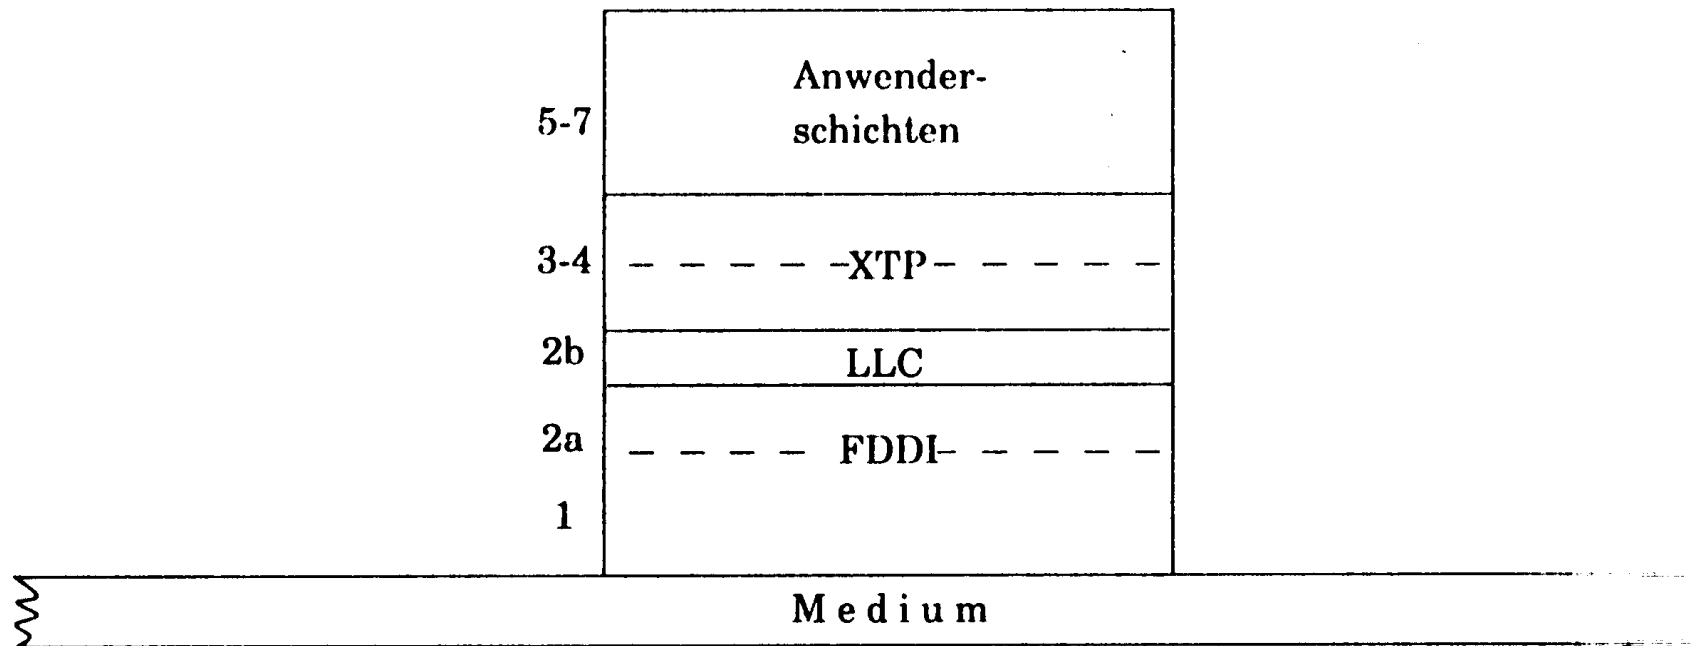 Anwender-
5-7
schichten
3-4 XTP
2b LLC
2a FDDI
1
Medium